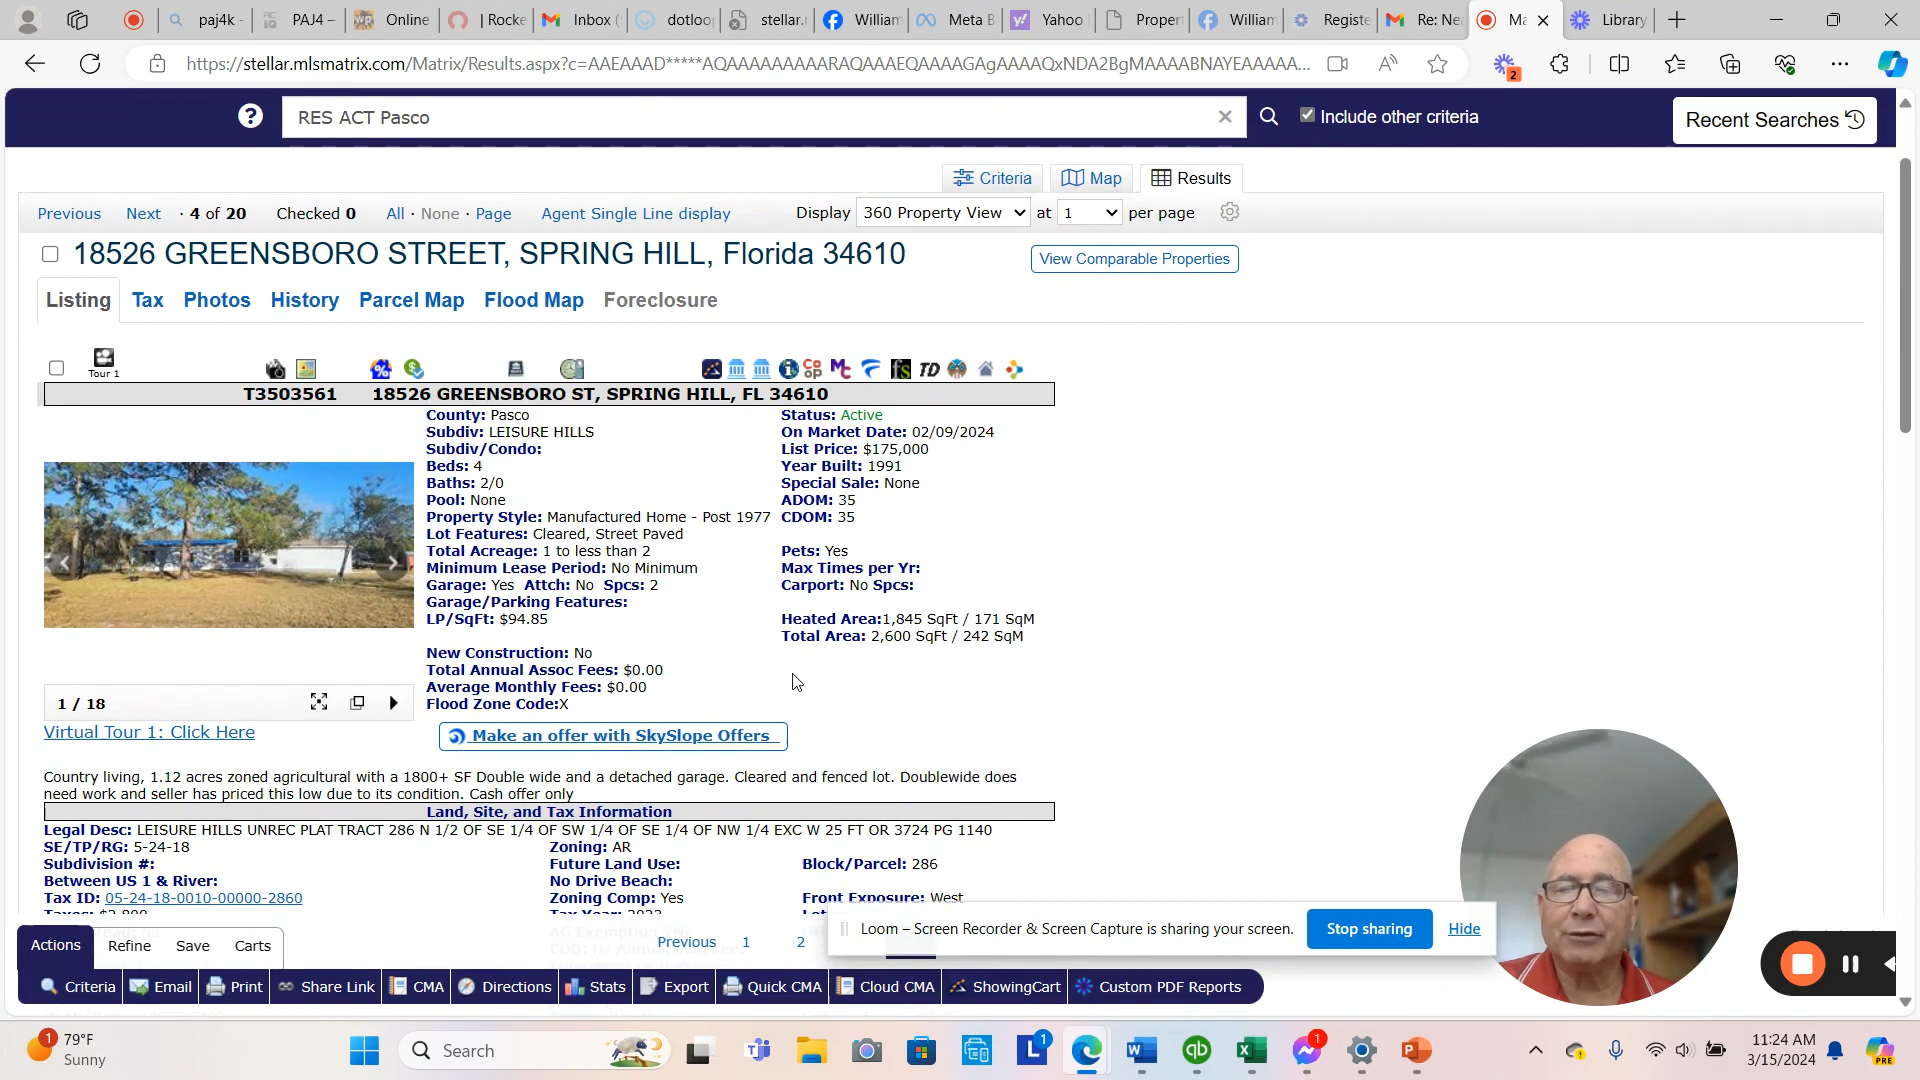 paj4k -
PAJ4 –
Online
| Rocke
Inbox (
dotloo
stellar.r
William
Meta B
Yahoo
Proper
William
Registe
Re: Nea
Ma
Library
https://stellar.mlsmatrix.com/Matrix/Results.aspx?c=AAEAAAD*****AQAAAAAAAAARAQAAAEQAAAAGAgAAAAQxNDA2BgMAAAABNAYEAAAAA...
2
RES ACT Pasco
Include other criteria
Recent Searches
Criteria Map Results
Previous Next · 4 of 20 Checked 0 All · None · Page Agent Single Line display Display 360 Property View at 1 per page
18526 GREENSBORO STREET, SPRING HILL, Florida 34610
View Comparable Properties
Listing Tax Photos History Parcel Map Flood Map Foreclosure
Tour 1
T3503561 18526 GREENSBORO ST, SPRING HILL, FL 34610
County: Pasco Status: Active
Subdiv: LEISURE HILLS On Market Date: 02/09/2024
Subdiv/Condo: List Price: $175,000
Beds: 4 Year Built: 1991
Baths: 2/0 Special Sale: None
Pool: None ADOM: 35
Property Style: Manufactured Home - Post 1977 CDOM: 35
Lot Features: Cleared, Street Paved
Total Acreage: 1 to less than 2 Pets: Yes
Minimum Lease Period: No Minimum Max Times per Yr:
Garage: Yes Attch: No Spcs: 2 Carport: No Spcs:
Garage/Parking Features:
LP/SqFt: $94.85 Heated Area:1,845 SqFt / 171 SqM
Total Area: 2,600 SqFt / 242 SqM
New Construction: No
Total Annual Assoc Fees: $0.00
Average Monthly Fees: $0.00
Flood Zone Code:X
1 / 18
Virtual Tour 1: Click Here
Make an offer with SkySlope Offers
Country living, 1.12 acres zoned agricultural with a 1800+ SF Double wide and a detached garage. Cleared and fenced lot. Doublewide does
need work and seller has priced this low due to its condition. Cash offer only
Land, Site, and Tax Information
Legal Desc: LEISURE HILLS UNREC PLAT TRACT 286 N 1/2 OF SE 1/4 OF SW 1/4 OF SE 1/4 OF NW 1/4 EXC W 25 FT OR 3724 PG 1140
SE/TP/RG: 5-24-18 Zoning: AR
Subdivision #: Future Land Use: Block/Parcel: 286
Between US 1 & River: No Drive Beach:
Tax ID: 05-24-18-0010-00000-2860 Zoning Comp: Yes Front Exposure: West
Taxes: $2,800 Tax Year: 2023
Loom – Screen Recorder & Screen Capture is sharing your screen. Stop sharing Hide
Actions Refine Save Carts
Previous 1 2
Criteria Email Print Share Link CMA Directions Stats Export Quick CMA Cloud CMA ShowingCart Custom PDF Reports
1
79°F
Sunny
Search
1
1
11:24 AM
3/15/2024
PRE